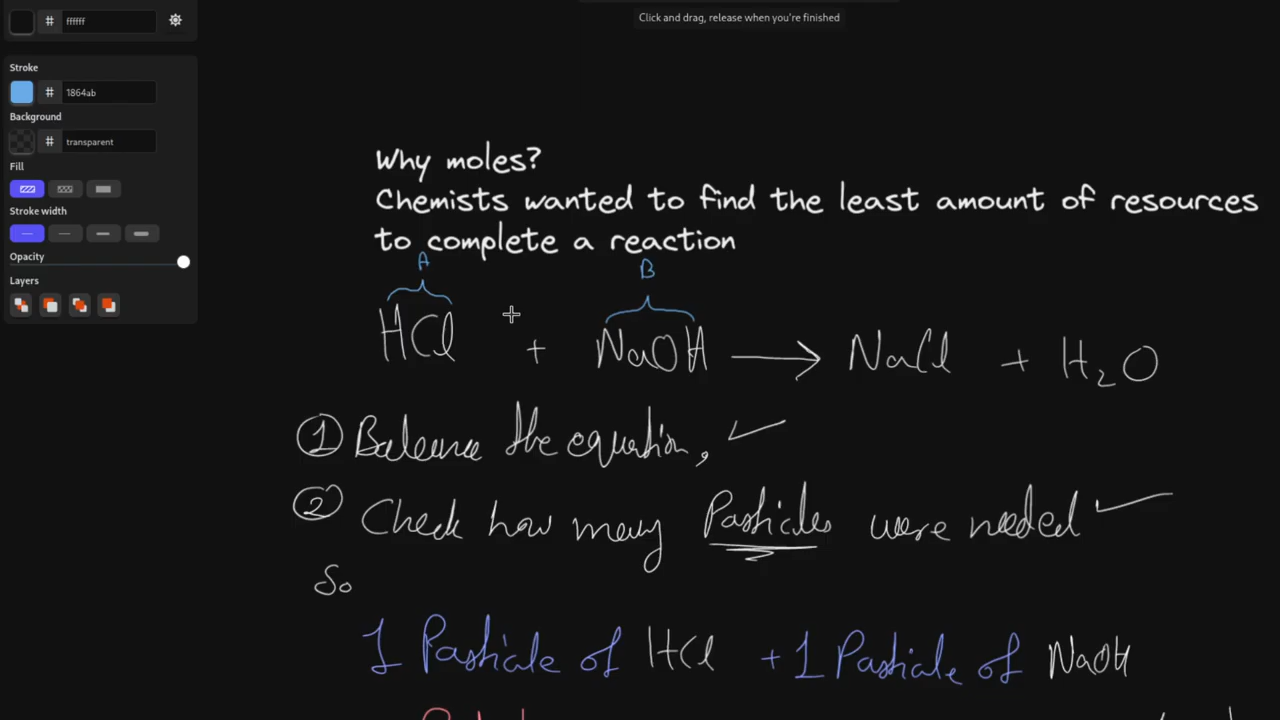 Click and drag, release when you're finished
# ffffff
Stroke
# 1864ab
Background
# transparent
Fill
Stroke width
Opacity
Layers
Why moles?
Chemists wanted to find the least amount of resources
to complete a reaction
A B
HCl + NaOH → NaCl + H₂O
① Balance the equation, ✓
② Check how many Particles were needed ✓
So
1 Particle of HCl + 1 Particle of NaOH